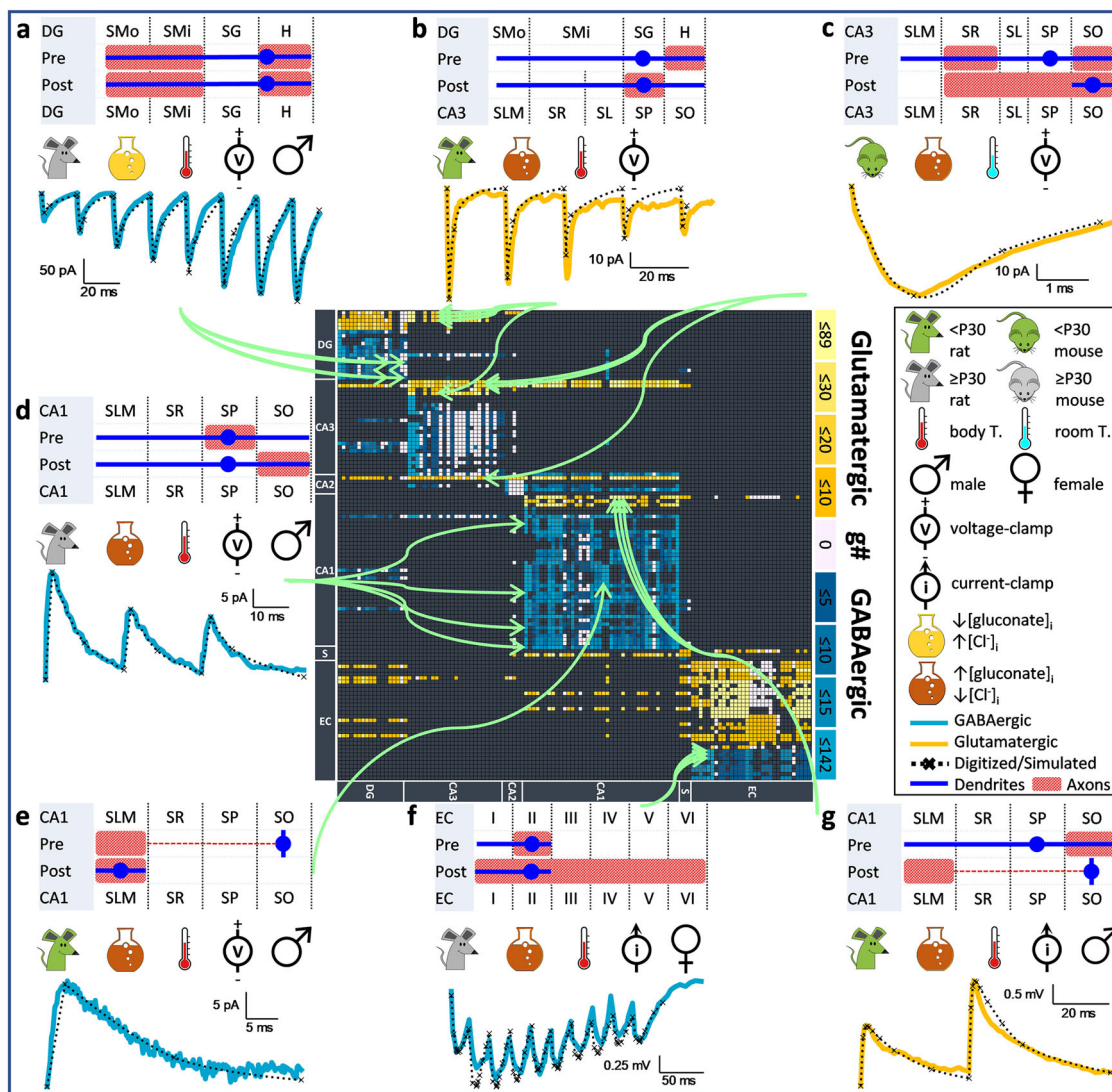 a
DG SMo SMi SG H
Pre
Post
DG SMo SMi SG H
V
+
-
50 pA
20 ms
b
DG SMo SMi SG H
Pre
Post
CA3 SLM SR SL SP SO
V
+
-
10 pA
20 ms
c
CA3 SLM SR SL SP SO
Pre
Post
CA3 SLM SR SL SP SO
V
+
-
10 pA
1 ms
d
CA1 SLM SR SP SO
Pre
Post
CA1 SLM SR SP SO
V
+
-
5 pA
10 ms
DG
CA3
CA2
CA1
S
EC
DG CA3 CA2 CA1 S EC
≤89
≤30
≤20
≤10
0
≤5
≤10
≤15
≤142
Glutamatergic
g#
GABAergic
<P30 rat
<P30 mouse
≥P30 rat
≥P30 mouse
body T.
room T.
male
female
+
V
-
voltage-clamp
i
current-clamp
↓[gluconate]i
↑[Cl-]i
↑[gluconate]i
↓[Cl-]i
GABAergic
Glutamatergic
Digitized/Simulated
Dendrites Axons
e
CA1 SLM SR SP SO
Pre
Post
CA1 SLM SR SP SO
V
+
-
5 pA
5 ms
f
EC I II III IV V VI
Pre
Post
EC I II III IV V VI
i
0.25 mV
50 ms
g
CA1 SLM SR SP SO
Pre
Post
CA1 SLM SR SP SO
i
0.5 mV
20 ms